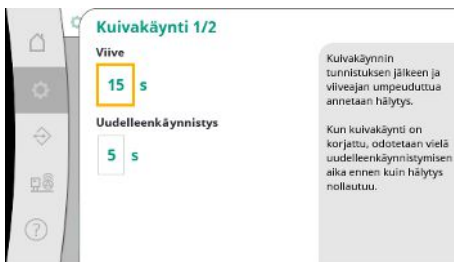 Kuivakäynti 1/2
Viive
15 s
Uudelleenkäynnistys
5 s
Kuivakäynnin
tunnistuksen jälkeen ja
viiveajan umpeuduttua
annetaan hälytys.
Kun kuivakäynti on
korjattu, odotetaan vielä
uudelleenkäynnistymisen
aika ennen kuin hälytys
nollautuu.